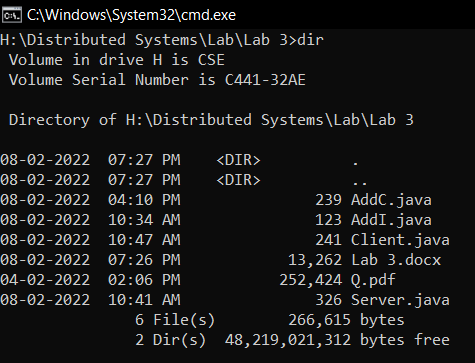 C:\Windows\System32\cmd.exe
H:\Distributed Systems\Lab\Lab 3>dir
 Volume in drive H is CSE
 Volume Serial Number is C441-32AE

 Directory of H:\Distributed Systems\Lab\Lab 3

08-02-2022  07:27 PM    <DIR>          .
08-02-2022  07:27 PM    <DIR>          ..
08-02-2022  04:10 PM               239 AddC.java
08-02-2022  10:34 AM               123 AddI.java
08-02-2022  10:47 AM               241 Client.java
08-02-2022  07:26 PM            13,262 Lab 3.docx
04-02-2022  02:06 PM           252,424 Q.pdf
08-02-2022  10:41 AM               326 Server.java
               6 File(s)        266,615 bytes
               2 Dir(s)  48,219,021,312 bytes free